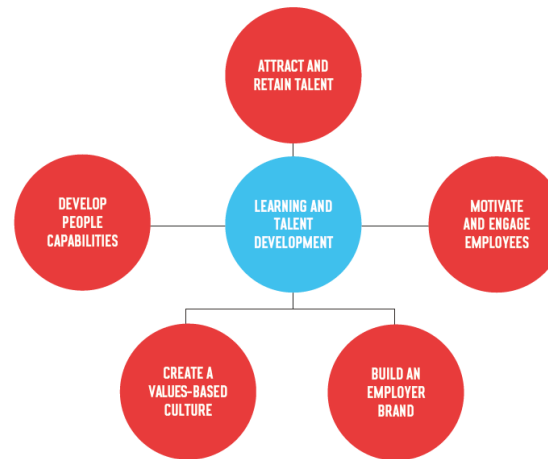 ATTRACT AND
RETAIN TALENT
DEVELOP
PEOPLE
CAPABILITIES
LEARNING AND
TALENT
DEVELOPMENT
MOTIVATE
AND ENGAGE
EMPLOYEES
CREATE A
VALUES-BASED
CULTURE
BUILD AN
EMPLOYER
BRAND